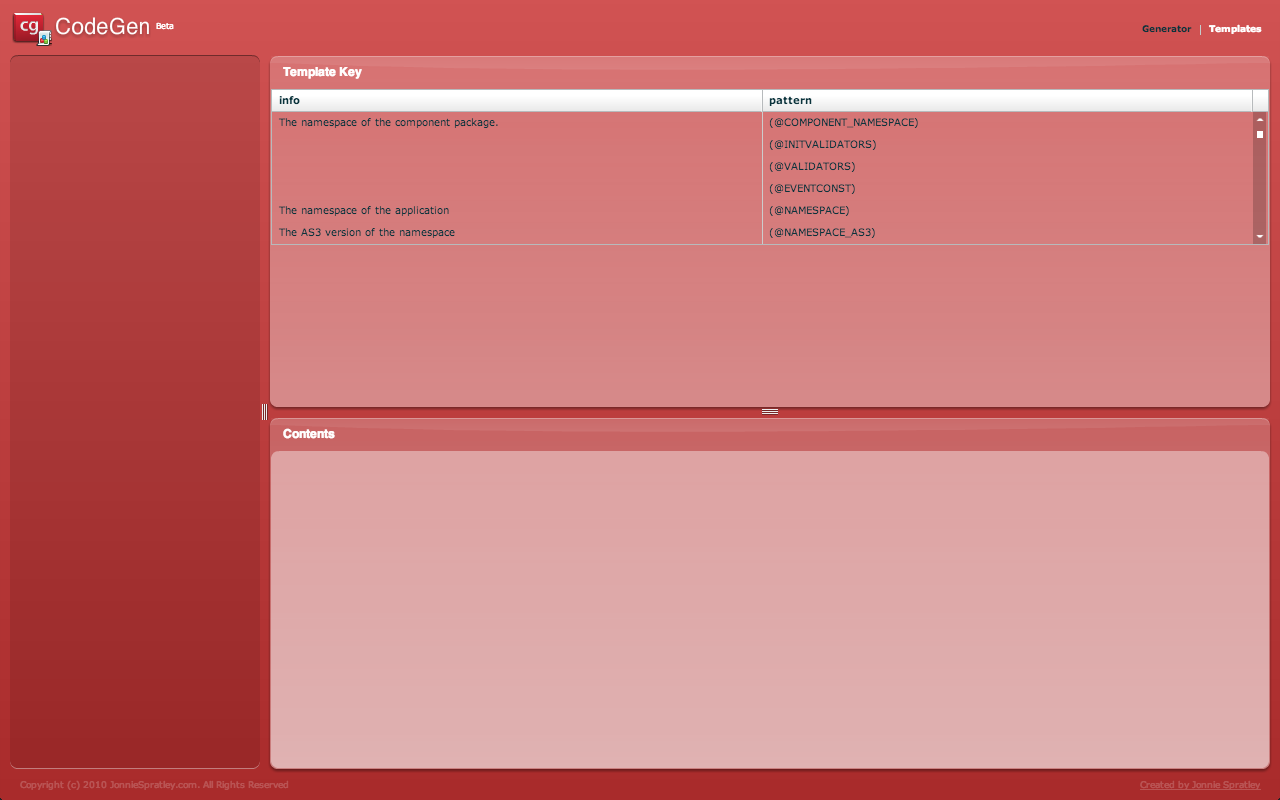 cg CodeGen Beta
Generator | Templates
Template Key
info pattern
The namespace of the component package. (@COMPONENT_NAMESPACE)
(@INITVALIDATORS)
(@VALIDATORS)
(@EVENTCONST)
The namespace of the application (@NAMESPACE)
The AS3 version of the namespace (@NAMESPACE_AS3)
Contents
Copyright (c) 2010 JonnieSpratley.com. All Rights Reserved
Created by Jonnie Spratley